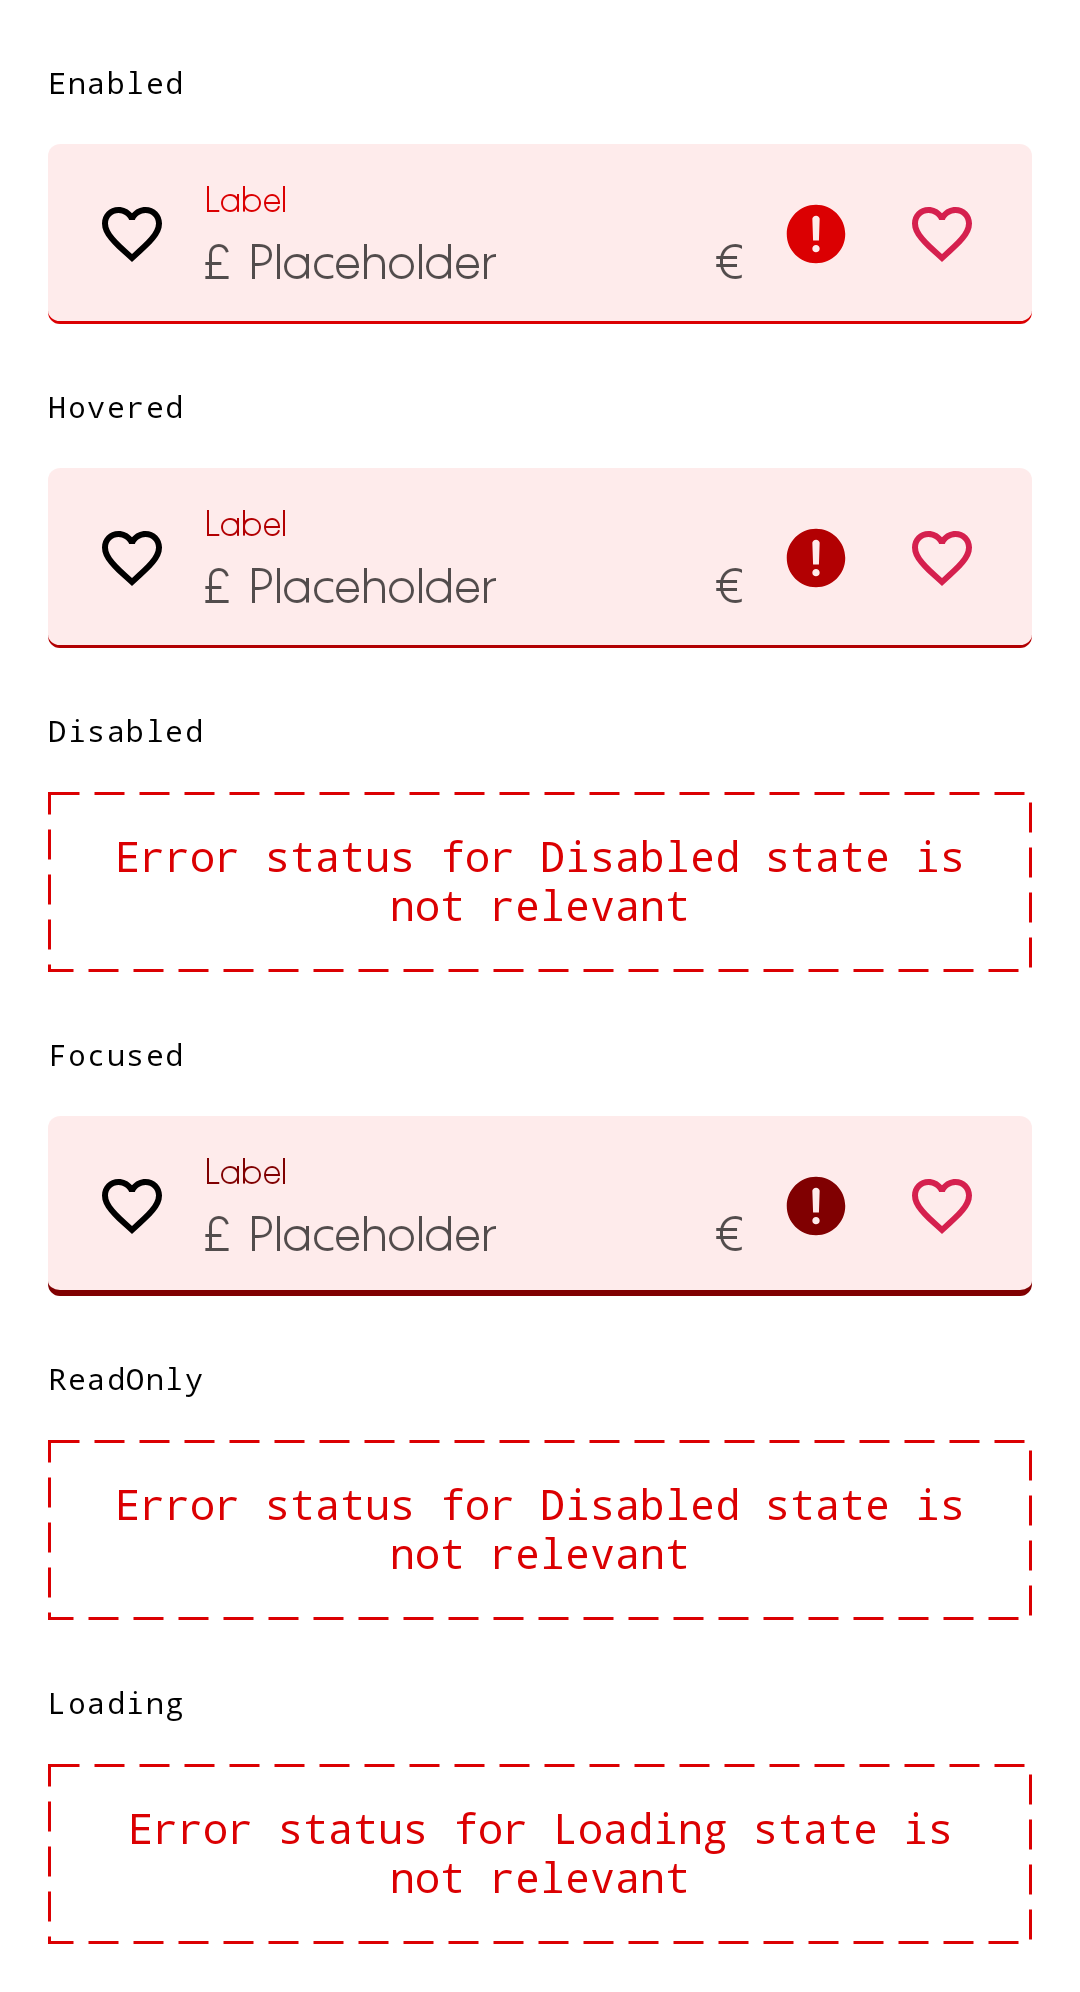 Enabled
Label
£ Placeholder €
Hovered
Label
£ Placeholder €
Disabled
Error status for Disabled state is
not relevant
Focused
Label
£ Placeholder €
ReadOnly
Error status for Disabled state is
not relevant
Loading
Error status for Loading state is
not relevant